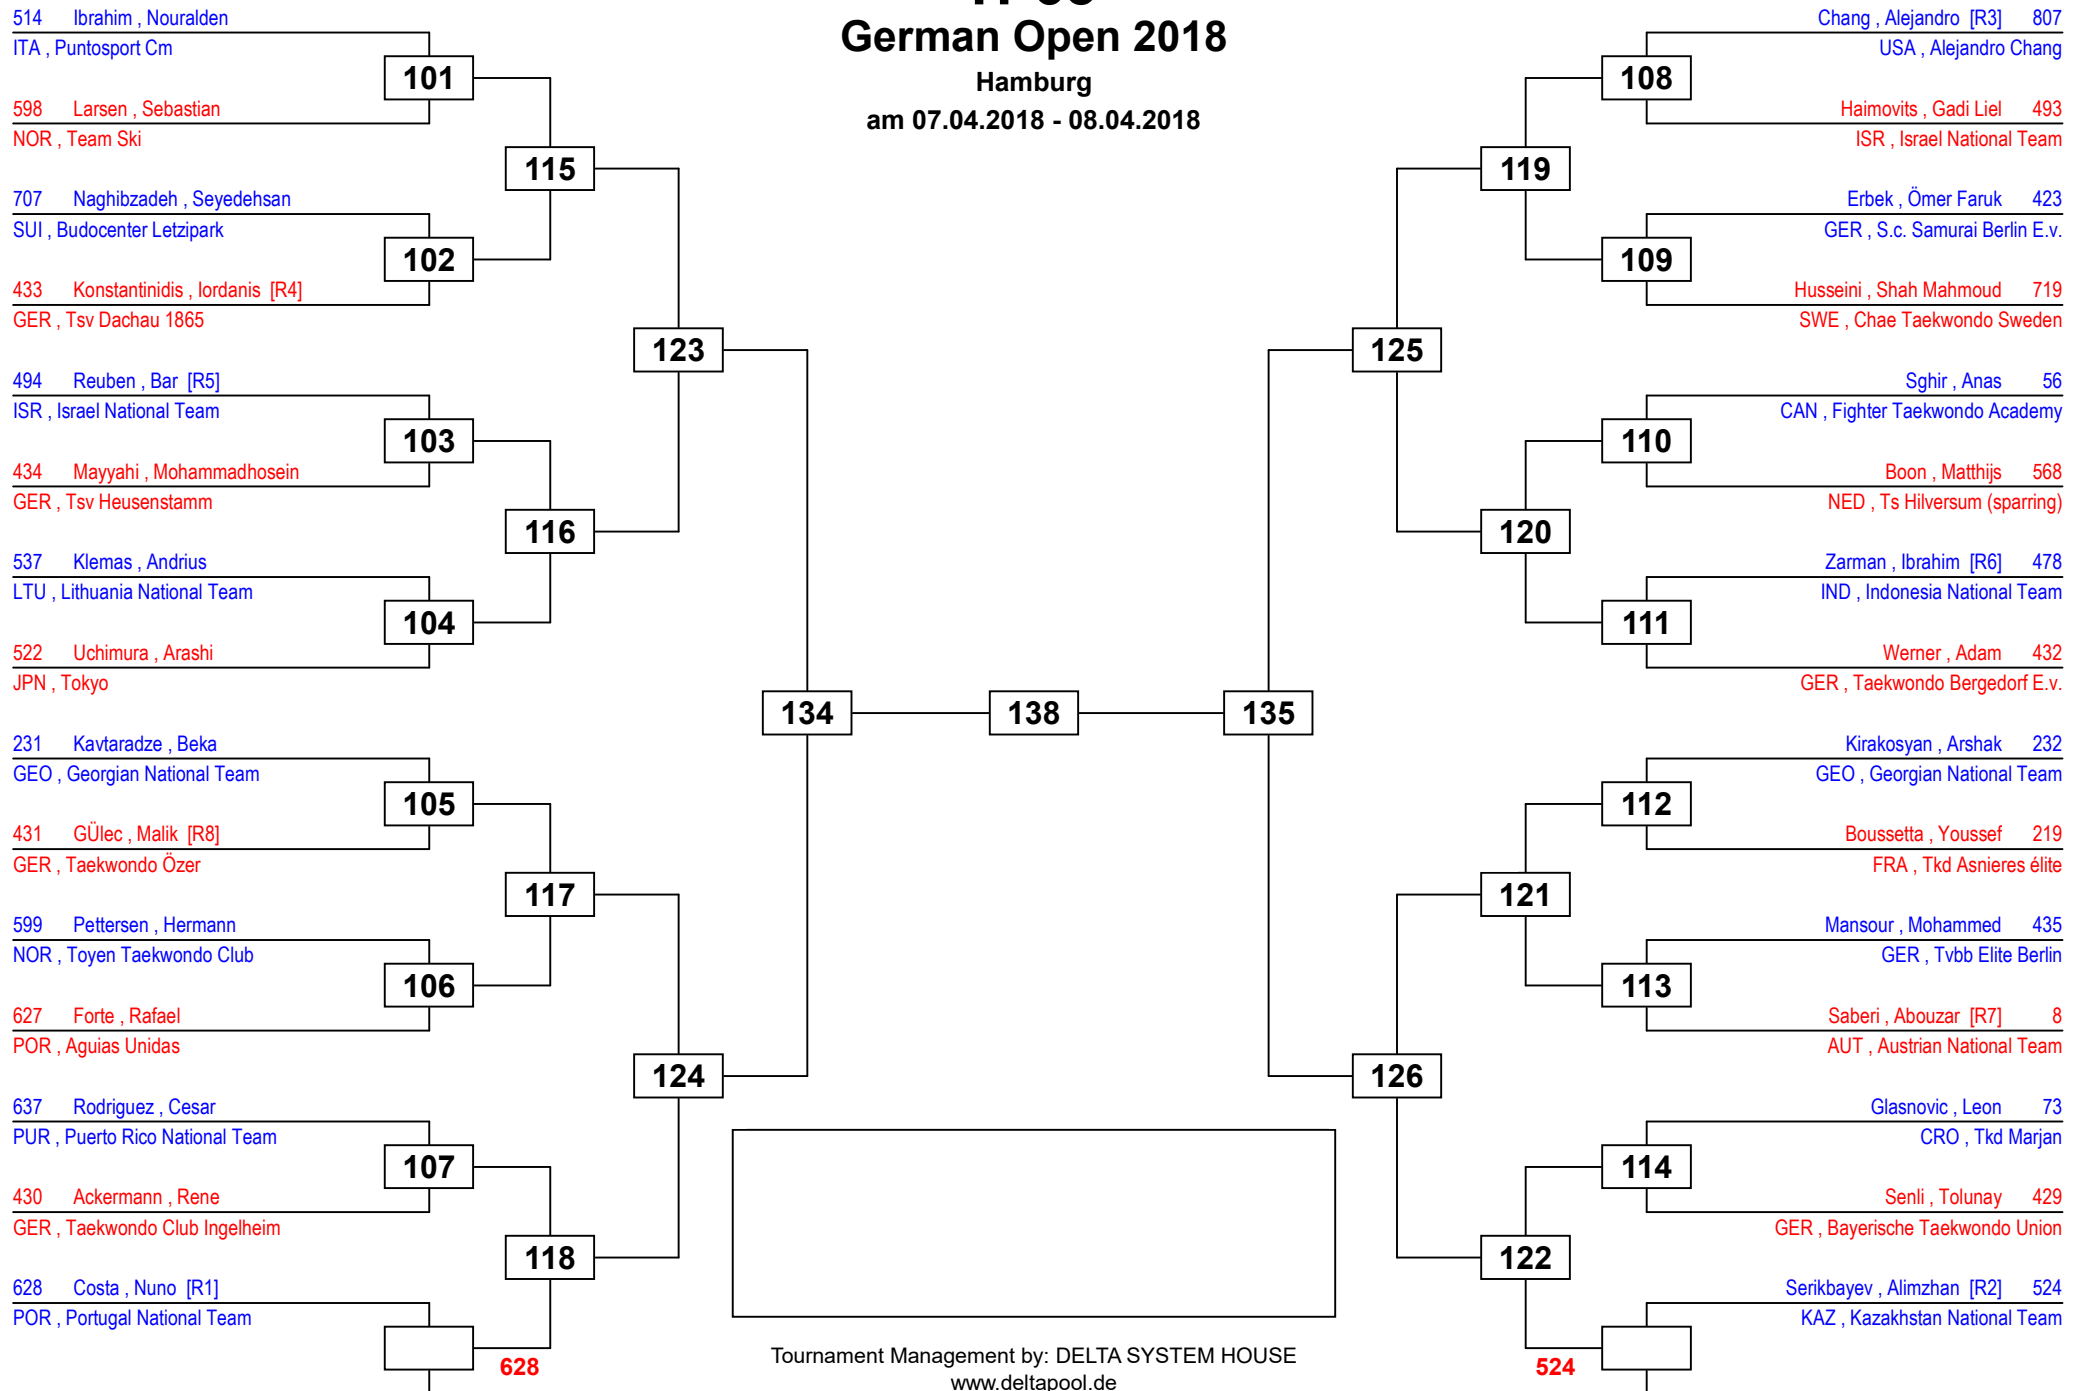 German Open 2018
Hamburg
am 07.04.2018 - 08.04.2018
514 Ibrahim , Nouralden
ITA , Puntosport Cm
101
598 Larsen , Sebastian
NOR , Team Ski
115
707 Naghibzadeh , Seyedehsan
SUI , Budocenter Letzipark
102
433 Konstantinidis , Iordanis [R4]
GER , Tsv Dachau 1865
123
494 Reuben , Bar [R5]
ISR , Israel National Team
103
434 Mayyahi , Mohammadhosein
GER , Tsv Heusenstamm
116
537 Klemas , Andrius
LTU , Lithuania National Team
104
522 Uchimura , Arashi
JPN , Tokyo
134
231 Kavtaradze , Beka
GEO , Georgian National Team
105
431 GÜlec , Malik [R8]
GER , Taekwondo Özer
117
599 Pettersen , Hermann
NOR , Toyen Taekwondo Club
106
627 Forte , Rafael
POR , Aguias Unidas
124
637 Rodriguez , Cesar
PUR , Puerto Rico National Team
107
430 Ackermann , Rene
GER , Taekwondo Club Ingelheim
118
628 Costa , Nuno [R1]
POR , Portugal National Team
628
138
Chang , Alejandro [R3] 807
USA , Alejandro Chang
108
Haimovits , Gadi Liel 493
ISR , Israel National Team
119
Erbek , Ömer Faruk 423
GER , S.c. Samurai Berlin E.v.
109
Husseini , Shah Mahmoud 719
SWE , Chae Taekwondo Sweden
125
Sghir , Anas 56
CAN , Fighter Taekwondo Academy
110
Boon , Matthijs 568
NED , Ts Hilversum (sparring)
120
Zarman , Ibrahim [R6] 478
IND , Indonesia National Team
111
Werner , Adam 432
GER , Taekwondo Bergedorf E.v.
135
Kirakosyan , Arshak 232
GEO , Georgian National Team
112
Boussetta , Youssef 219
FRA , Tkd Asnieres élite
121
Mansour , Mohammed 435
GER , Tvbb Elite Berlin
113
Saberi , Abouzar [R7] 8
AUT , Austrian National Team
126
Glasnovic , Leon 73
CRO , Tkd Marjan
114
Senli , Tolunay 429
GER , Bayerische Taekwondo Union
122
Serikbayev , Alimzhan [R2] 524
KAZ , Kazakhstan National Team
524
Tournament Management by: DELTA SYSTEM HOUSE
www.deltapool.de